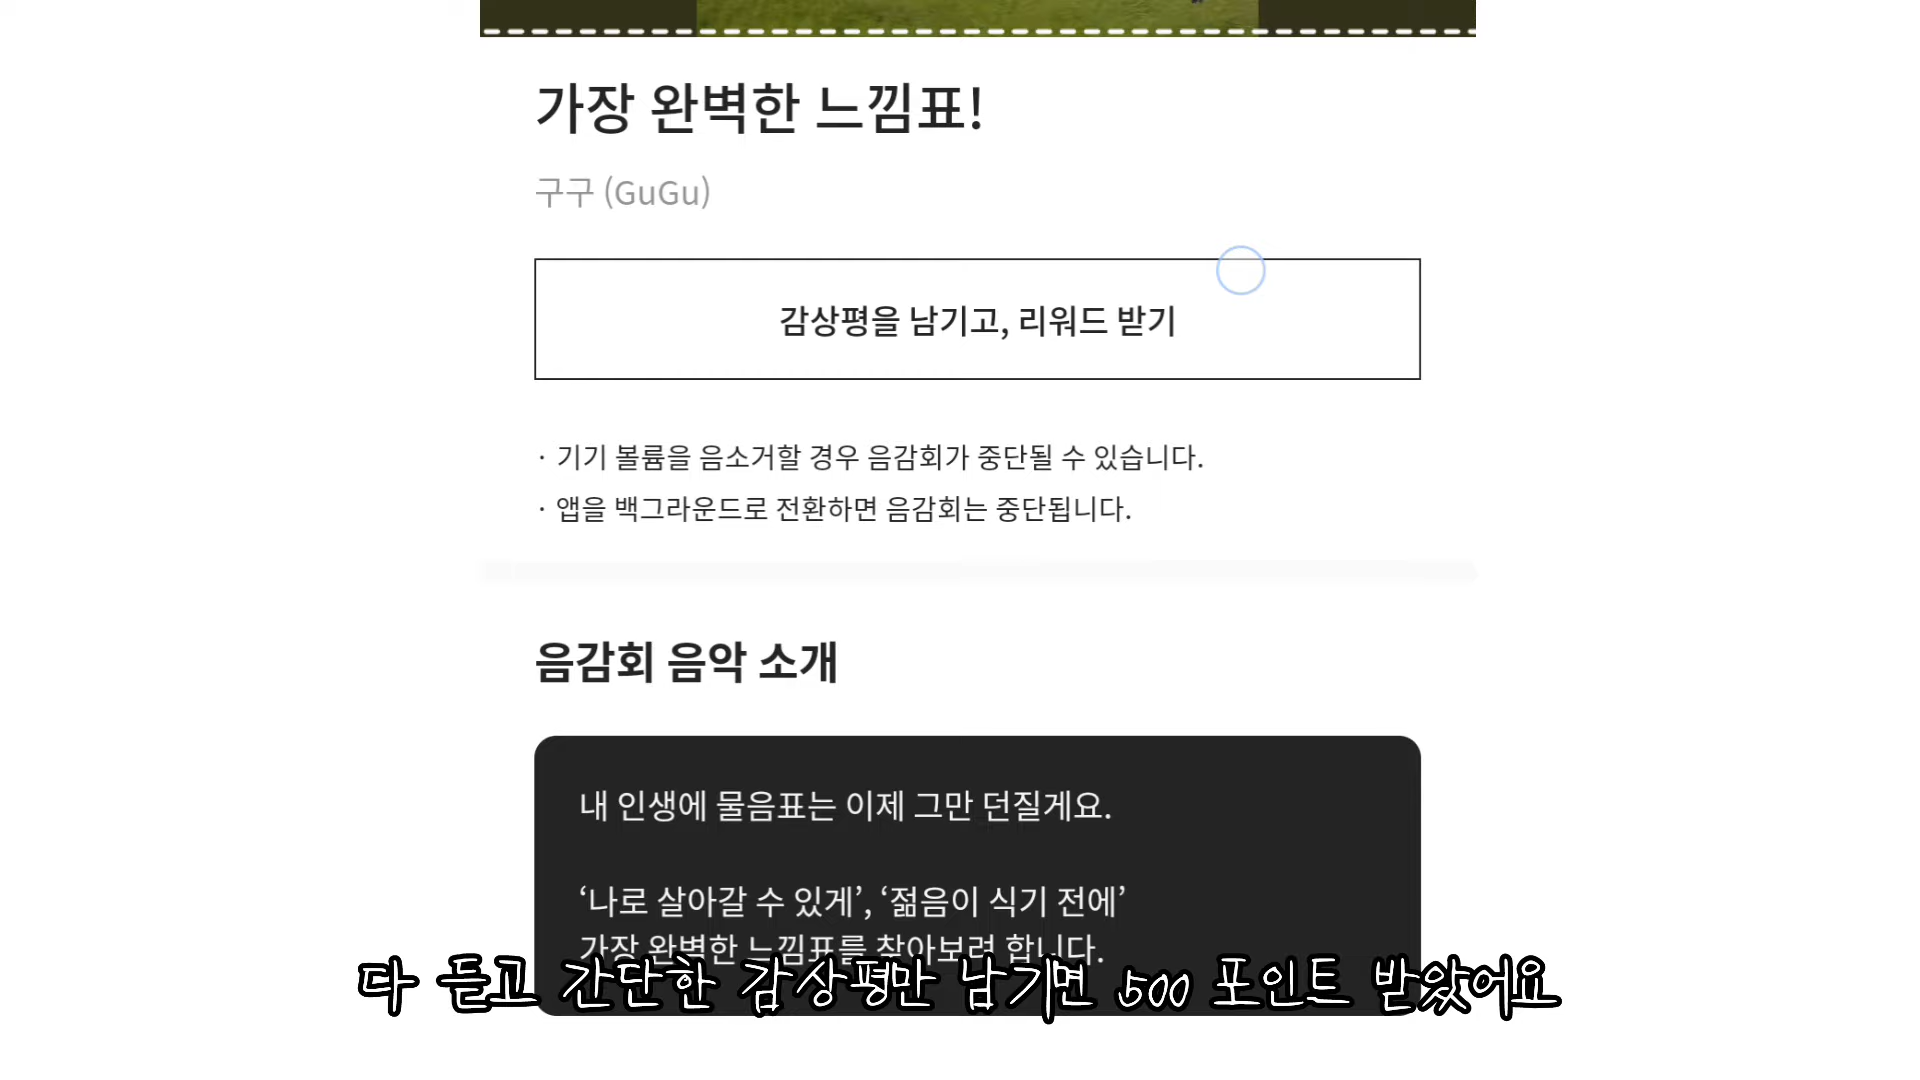 가장 완벽한 느낌표!
구구 (GuGu)
감상평을 남기고, 리워드 받기
· 기기 볼륨을 음소거할 경우 음감회가 중단될 수 있습니다.
· 앱을 백그라운드로 전환하면 음감회는 중단됩니다.
음감회 음악 소개
내 인생에 물음표는 이제 그만 던질게요.
‘나로 살아갈 수 있게’, ‘젊음이 식기 전에’
가장 완벽한 느낌표를 찾아보려 합니다.
다 듣고 간단한 감상평만 남기면 500 포인트 받았어요